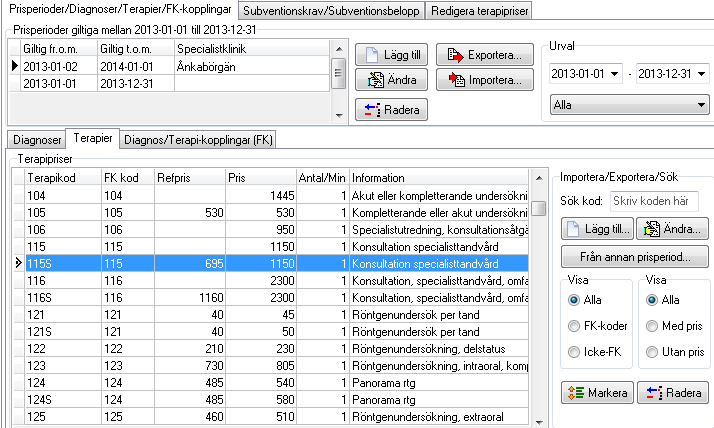 Prisperioder/Diagnoser/Terapier/FK-kopplingar Subventionskrav/Subventionsbelopp Redigera terapipriser
Prisperioder giltiga mellan 2013-01-01 till 2013-12-31
Giltig fr.o.m. Giltig t.o.m. Specialistklinik
2013-01-02 2014-01-01 Ånkabörgän
2013-01-01 2013-12-31
Lägg till
Ändra
Radera
Exportera...
Importera...
Urval
2013-01-01 - 2013-12-31
Alla
Diagnoser Terapier Diagnos/Terapi-kopplingar (FK)
Terapipriser
Terapikod FK kod Refpris Pris Antal/Min Information
104 104 1445 1 Akut eller kompletterande undersökni
105 105 530 530 1 Kompletterande eller akut undersökni
106 106 950 1 Specialistutredning, konsultationsåtgä
115 115 1150 1 Konsultation specialisttandvård
115S 115 695 1150 1 Konsultation specialisttandvård
116 116 2300 1 Konsultation, specialisttandvård, omfa
116S 116 1160 2300 1 Konsultation, specialisttandvård, omfa
121 121 40 45 1 Röntgenundersök per tand
121S 121 40 50 1 Röntgenundersök per tand
122 122 210 230 1 Röntgenundersökning, delstatus
123 123 730 805 1 Röntgenundersökning, intraoral, komp
124 124 485 540 1 Panorama rtg
124S 124 485 580 1 Panorama rtg
125 125 460 510 1 Röntgenundersökning, extraoral
Importera/Exportera/Sök
Sök kod: Skriv koden här
Lägg till... Ändra...
Från annan prisperiod...
Visa Visa
Alla Alla
FK-koder Med pris
Icke-FK Utan pris
Markera Radera